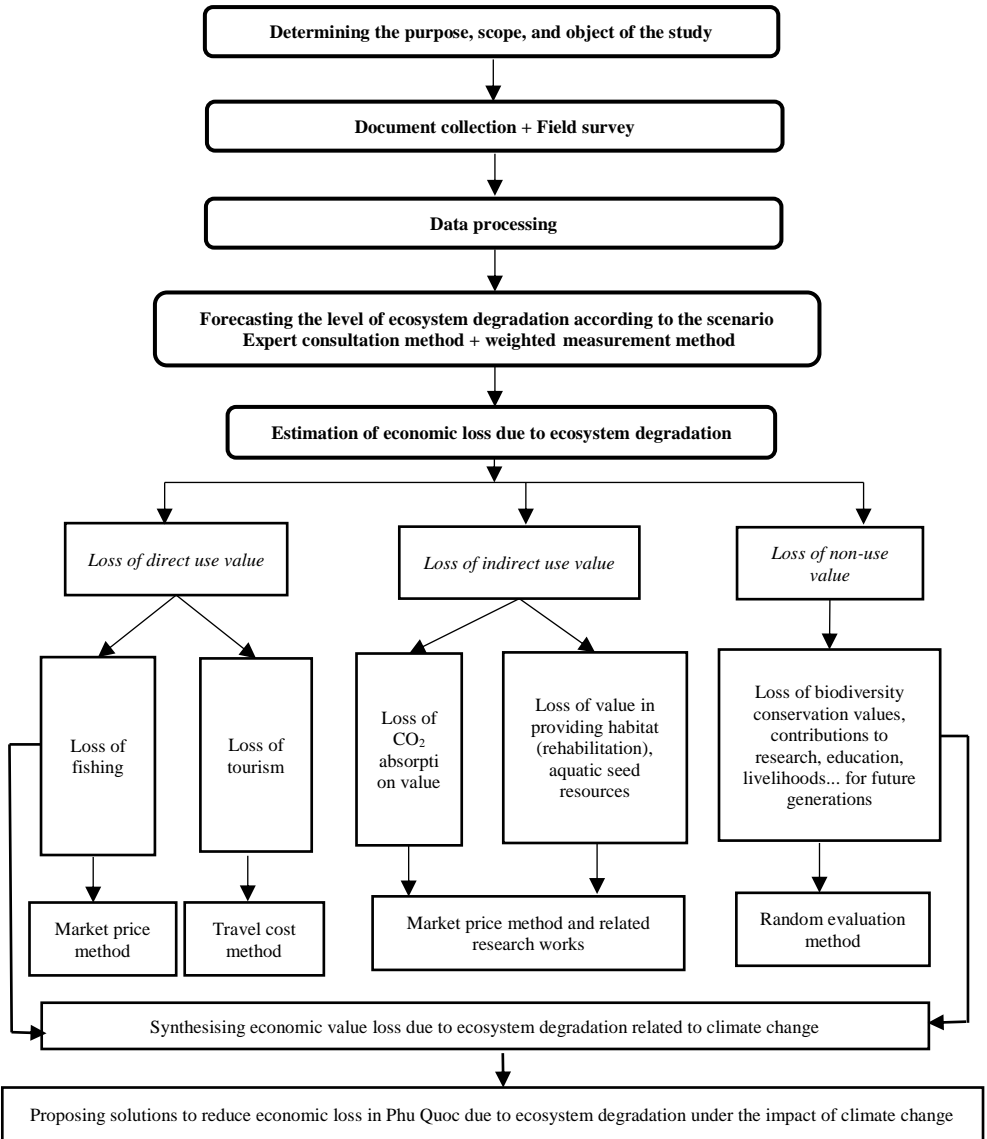 Determining the purpose, scope, and object of the study
Document collection + Field survey
Data processing
Forecasting the level of ecosystem degradation according to the scenario
Expert consultation method + weighted measurement method
Estimation of economic loss due to ecosystem degradation
Loss of direct use value
Loss of indirect use value
Loss of non-use
value
Loss of
fishing
Loss of
tourism
Loss of
CO₂
absorpti
on value
Loss of value in
providing habitat
(rehabilitation),
aquatic seed
resources
Loss of biodiversity
conservation values,
contributions to
research, education,
livelihoods... for future
generations
Market price
method
Travel cost
method
Market price method and related
research works
Random evaluation
method
Synthesising economic value loss due to ecosystem degradation related to climate change
Proposing solutions to reduce economic loss in Phu Quoc due to ecosystem degradation under the impact of climate change